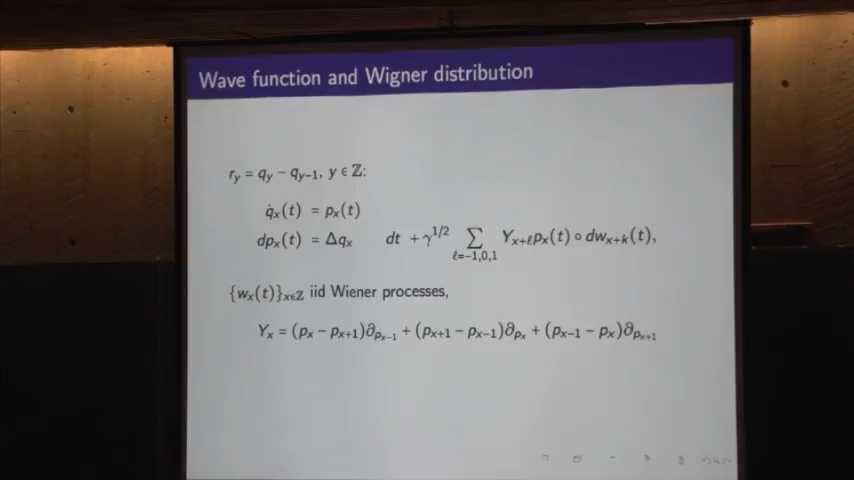 Wave function and Wigner distribution
r_y = q_y − q_{y−1}, y ∈ ℤ:
q̇_x(t) = p_x(t)
dp_x(t) = Δq_x dt + γ^{1/2} ∑_{ℓ=−1,0,1} Y_{x+ℓ}p_x(t) ∘ dw_{x+k}(t),
{w_x(t)}_{x∈ℤ} iid Wiener processes,
Y_x = (p_x − p_{x+1})∂_{p_{x−1}} + (p_{x+1} − p_{x−1})∂_{p_x} + (p_{x−1} − p_x)∂_{p_{x+1}}